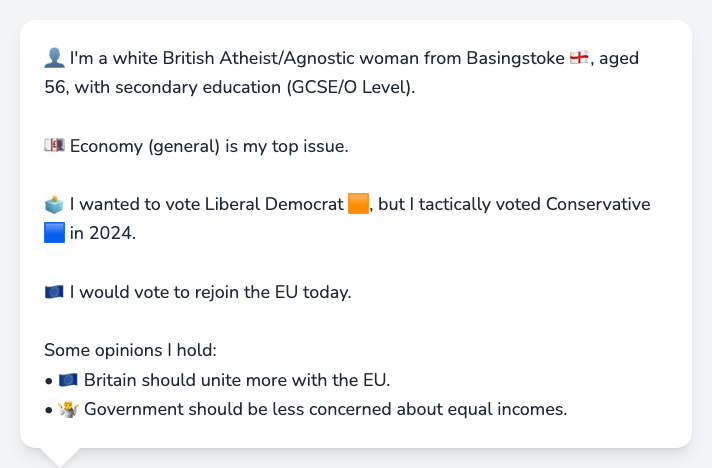 👤 I'm a white British Atheist/Agnostic woman from Basingstoke 🏴󠁧󠁢󠁥󠁮󠁧󠁿, aged
56, with secondary education (GCSE/O Level).
💷 Economy (general) is my top issue.
🗳️ I wanted to vote Liberal Democrat 🟧, but I tactically voted Conservative
🟦 in 2024.
🇪🇺 I would vote to rejoin the EU today.
Some opinions I hold:
• 🇪🇺 Britain should unite more with the EU.
• 🤷 Government should be less concerned about equal incomes.